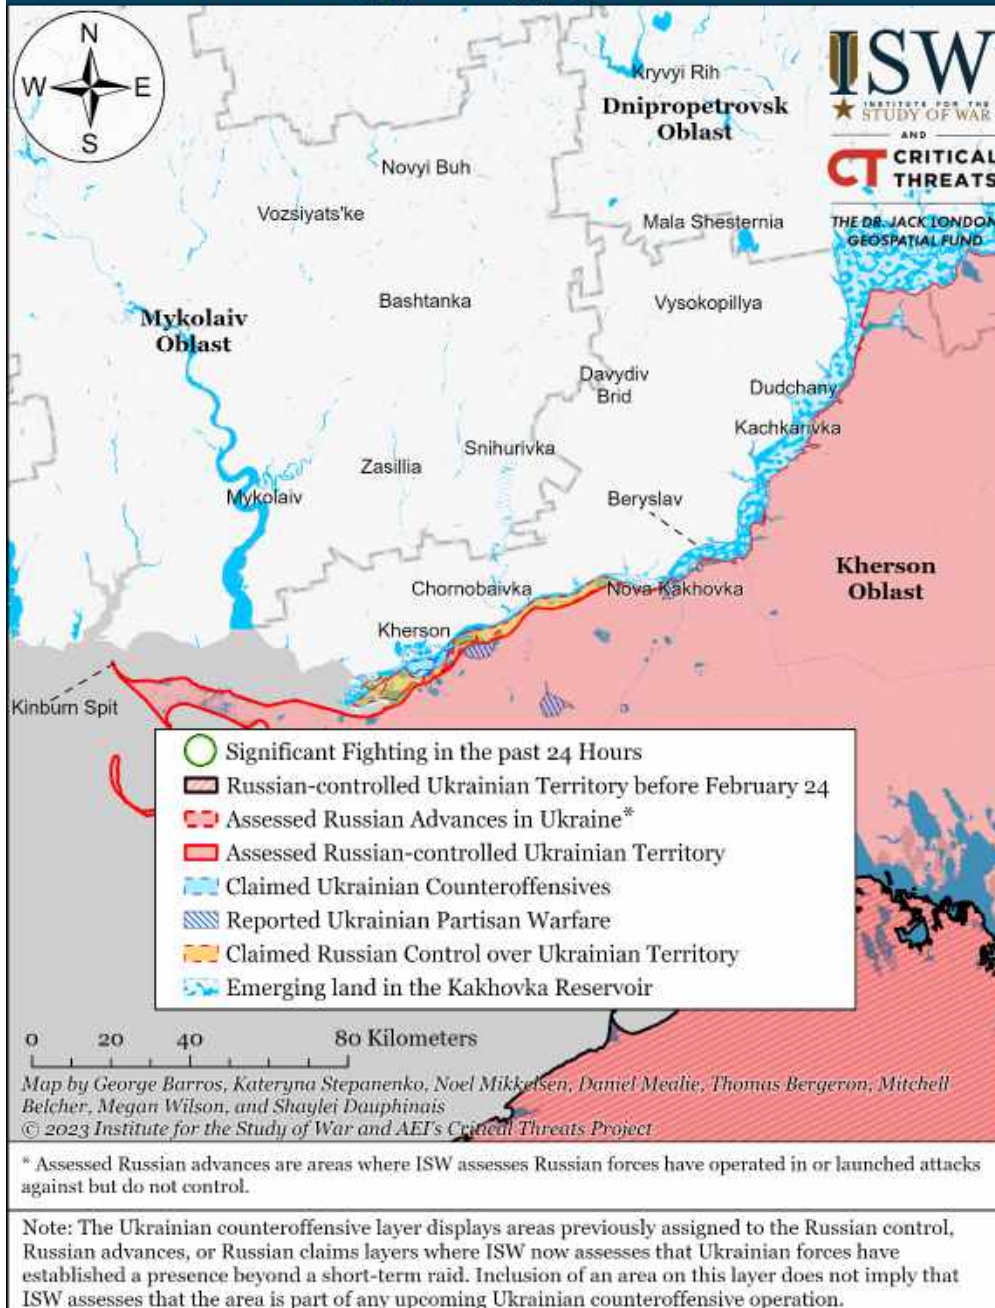 N
W E
S
ISW
INSTITUTE FOR THE
STUDY OF WAR
AND
CT CRITICAL
THREATS
THE DR. JACK LONDON
GEOSPATIAL FUND
Kryvyi Rih
Dnipropetrovsk
Oblast
Novyi Buh
Vozsiyats'ke
Mala Shesternia
Bashtanka
Vysokopillya
Mykolaiv
Oblast
Davydiv
Brid
Dudchany
Kachkarivka
Snihurivka
Zasillia
Mykolaiv
Beryslav
Kherson
Oblast
Chornobaivka
Nova Kakhovka
Kherson
Kinburn Spit
Significant Fighting in the past 24 Hours
Russian-controlled Ukrainian Territory before February 24
Assessed Russian Advances in Ukraine*
Assessed Russian-controlled Ukrainian Territory
Claimed Ukrainian Counteroffensives
Reported Ukrainian Partisan Warfare
Claimed Russian Control over Ukrainian Territory
Emerging land in the Kakhovka Reservoir
0 20 40 80 Kilometers
Map by George Barros, Kateryna Stepanenko, Noel Mikkelsen, Daniel Mealie, Thomas Bergeron, Mitchell
Belcher, Megan Wilson, and Shaylei Dauphinais
© 2023 Institute for the Study of War and AEI's Critical Threats Project
* Assessed Russian advances are areas where ISW assesses Russian forces have operated in or launched attacks
against but do not control.
Note: The Ukrainian counteroffensive layer displays areas previously assigned to the Russian control,
Russian advances, or Russian claims layers where ISW now assesses that Ukrainian forces have
established a presence beyond a short-term raid. Inclusion of an area on this layer does not imply that
ISW assesses that the area is part of any upcoming Ukrainian counteroffensive operation.